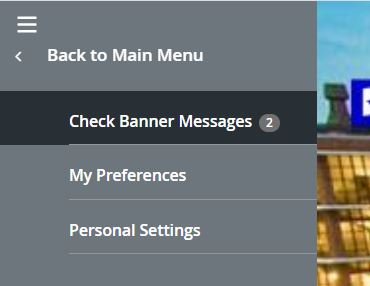 Back to Main Menu
Check Banner Messages 2
My Preferences
Personal Settings